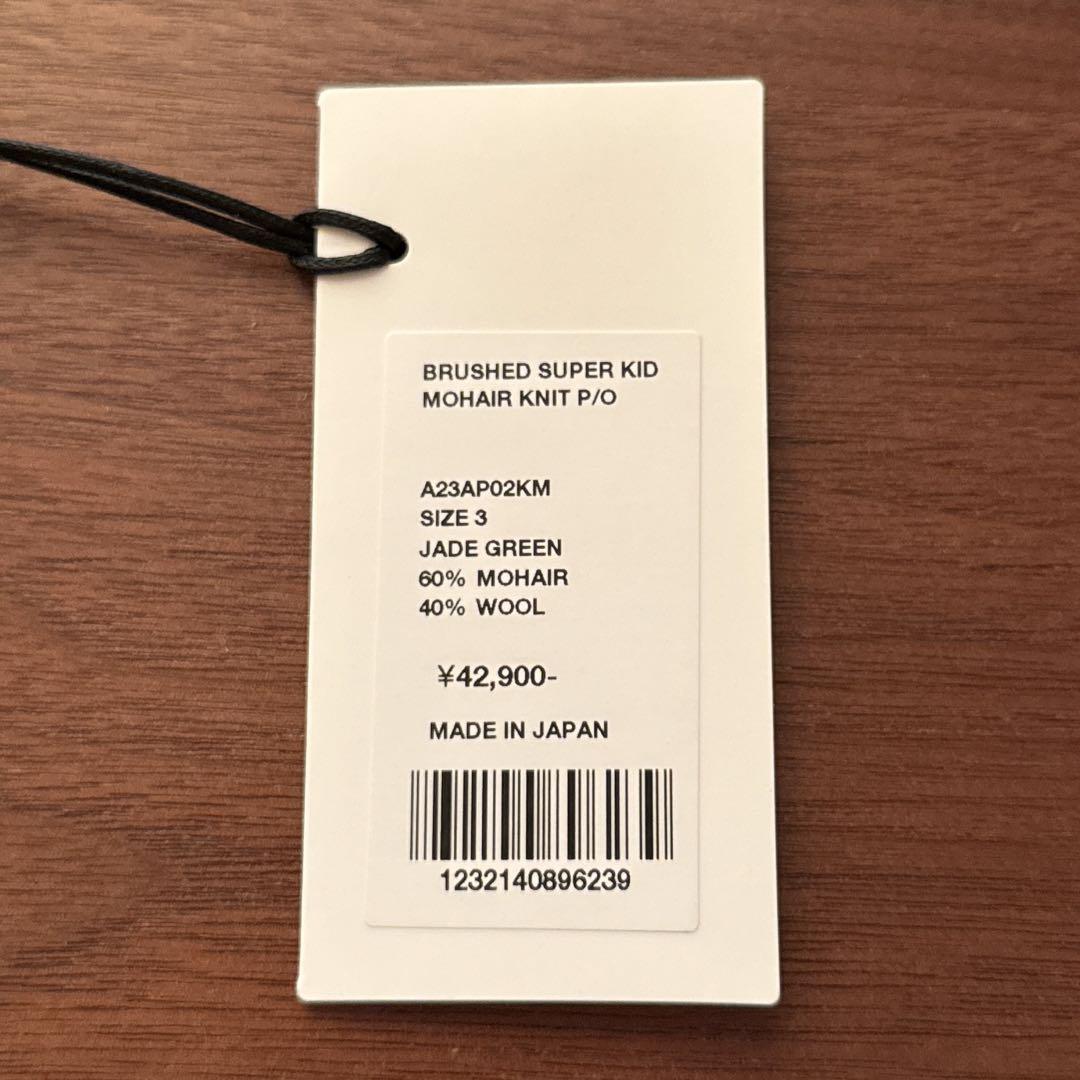 BRUSHED SUPER KID
MOHAIR KNIT P/O
A23AP02KM
SIZE 3
JADE GREEN
60% MOHAIR
40% WOOL
¥42,900-
MADE IN JAPAN
1232140896239